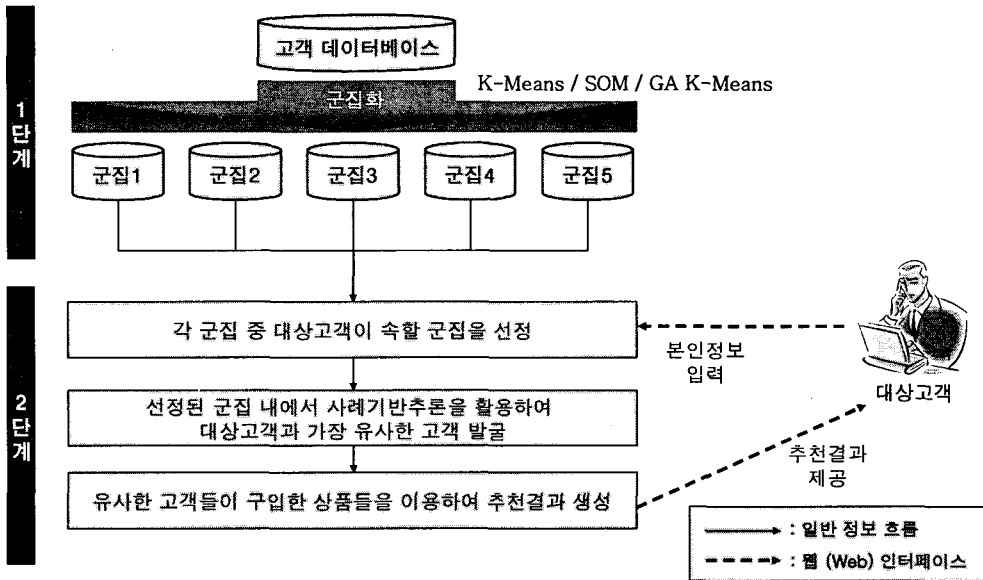 고객 데이터베이스
K-Means / SOM / GA K-Means
군집화
1단계
군집1
군집2
군집3
군집4
군집5
2단계
각 군집 중 대상고객이 속할 군집을 선정
본인정보
입력
대상고객
선정된 군집 내에서 사례기반추론을 활용하여
대상고객과 가장 유사한 고객 발굴
추천결과
제공
유사한 고객들이 구입한 상품들을 이용하여 추천결과 생성
: 일반 정보 흐름
: 웹 (Web) 인터페이스